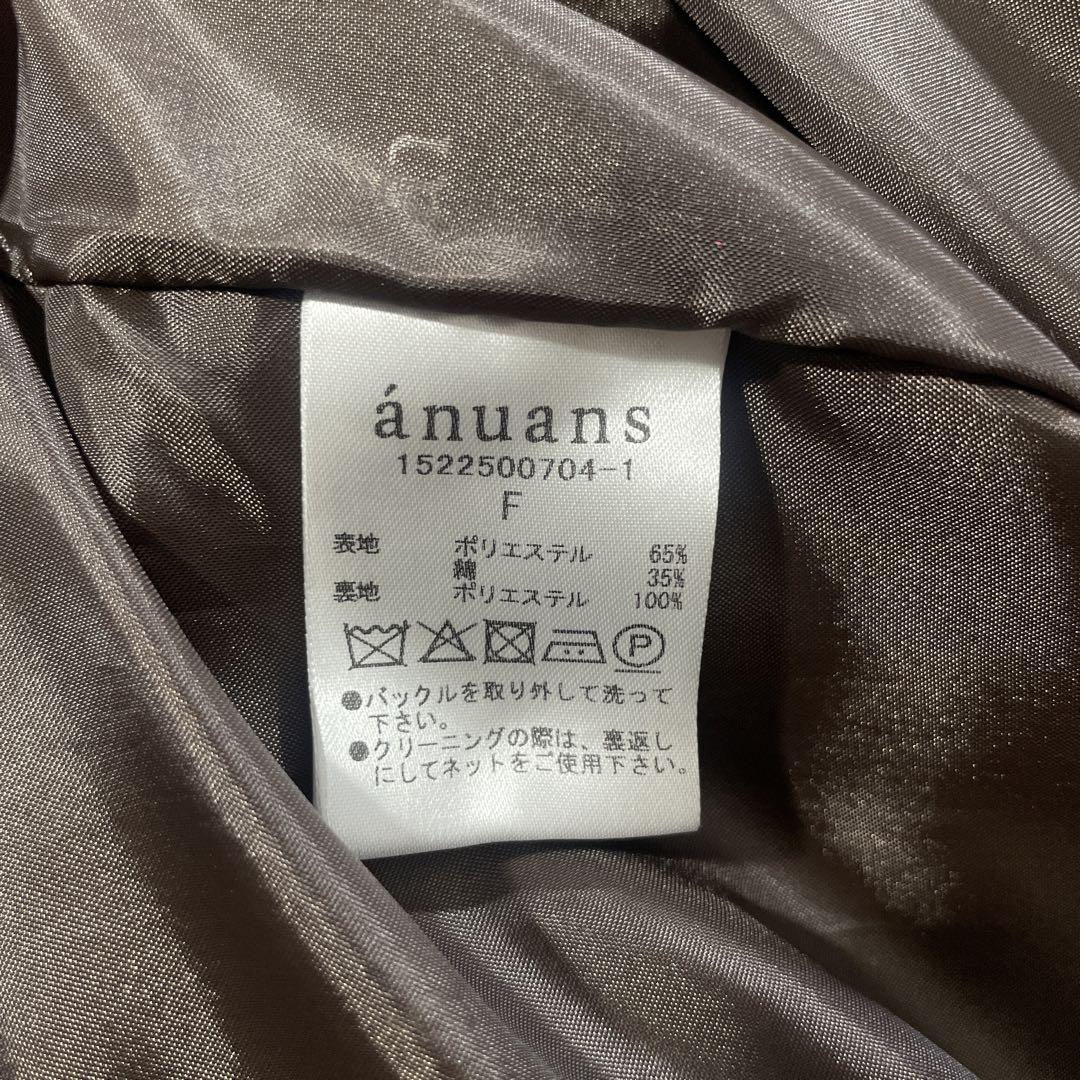 ánuans
1522500704-1
F
表地 ポリエステル 65%
綿 35%
裏地 ポリエステル 100%
P
●バックルを取り外して洗って
下さい。
●クリーニングの際は、裏返し
にしてネットをご使用下さい。